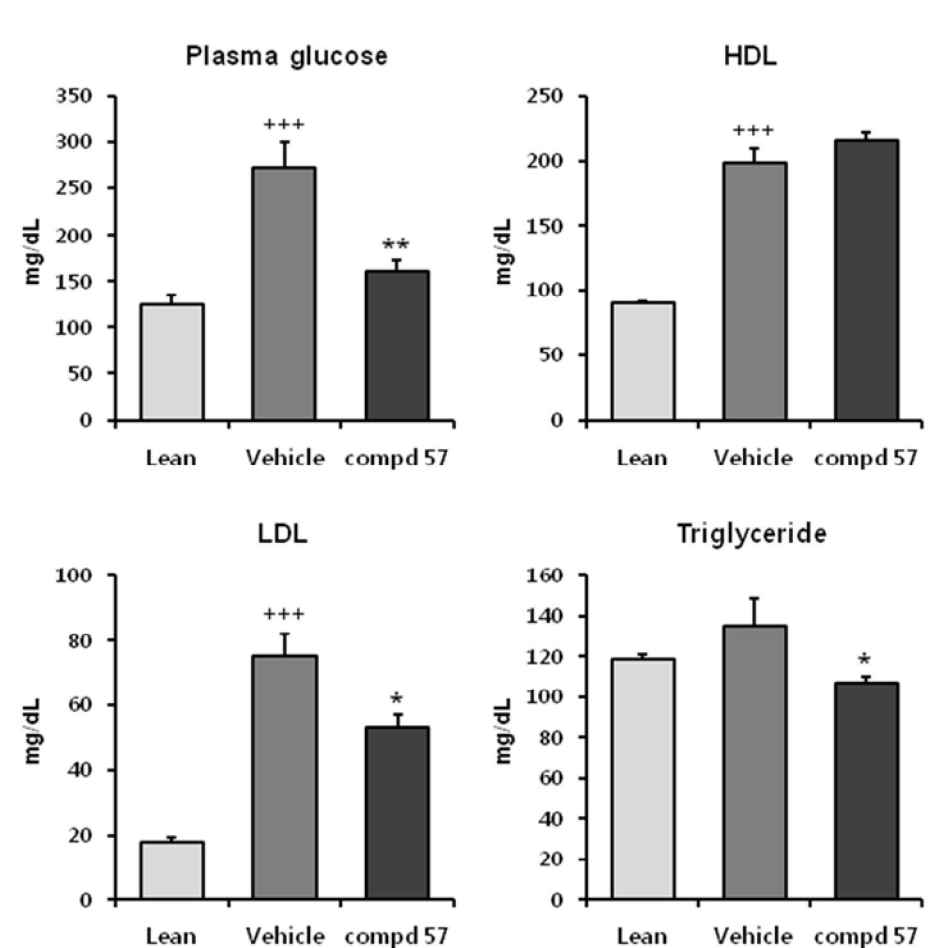 Plasma glucose
350
300
250
200
150
100
50
0
mg/dL
+++
**
Lean Vehicle compd 57
HDL
250
200
150
100
50
0
mg/dL
+++
Lean Vehicle compd 57
LDL
100
80
60
40
20
0
mg/dL
+++
*
Lean Vehicle compd 57
Triglyceride
160
140
120
100
80
60
40
20
0
mg/dL
*
Lean Vehicle compd 57